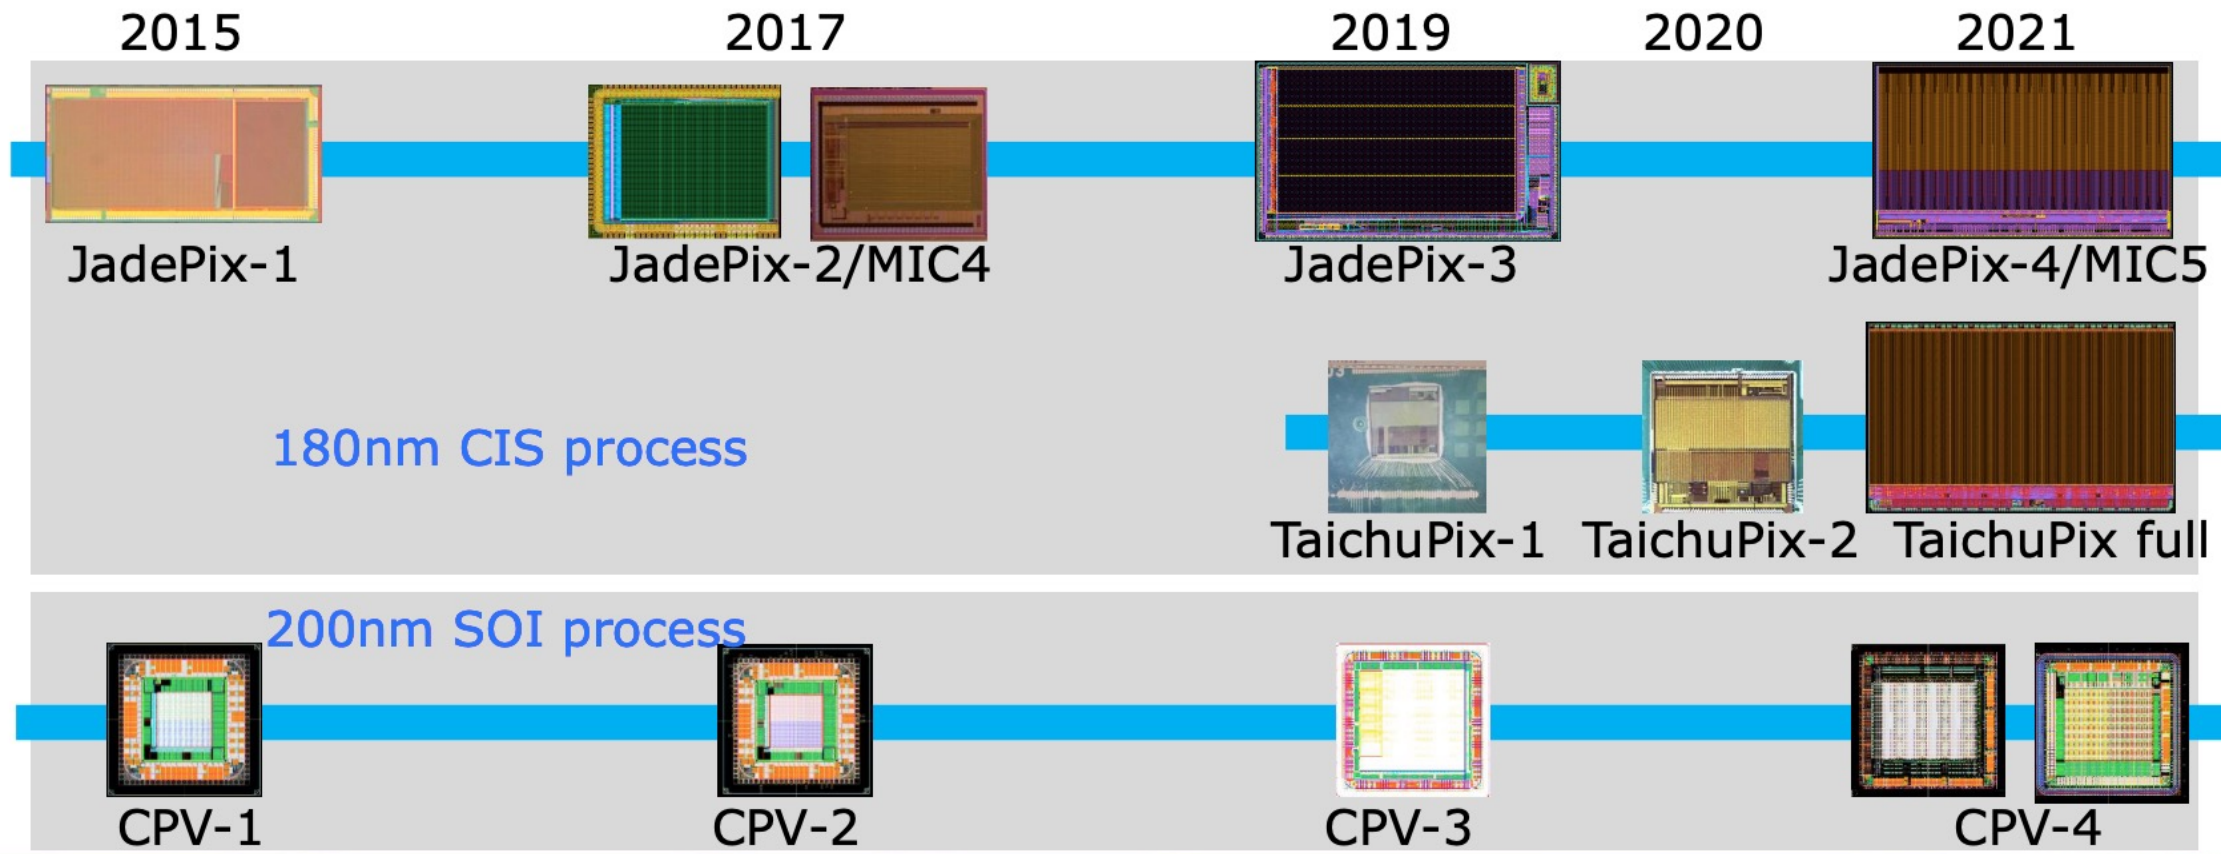 2015 2017 2019 2020 2021
JadePix-1 JadePix-2/MIC4 JadePix-3 JadePix-4/MIC5
180nm CIS process
TaichuPix-1 TaichuPix-2 TaichuPix full
200nm SOI process
CPV-1 CPV-2 CPV-3 CPV-4